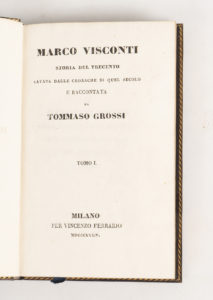 MARCO VISCONTI
STORIA DEL TRECENTO
CAVATA DALLE CRONACHE DI QUEL SECOLO
E RACCONTATA
DA
TOMMASO GROSSI
TOMO I.
MILANO
PER VINCENZO FERRARIO
MDCCCXXXIV.